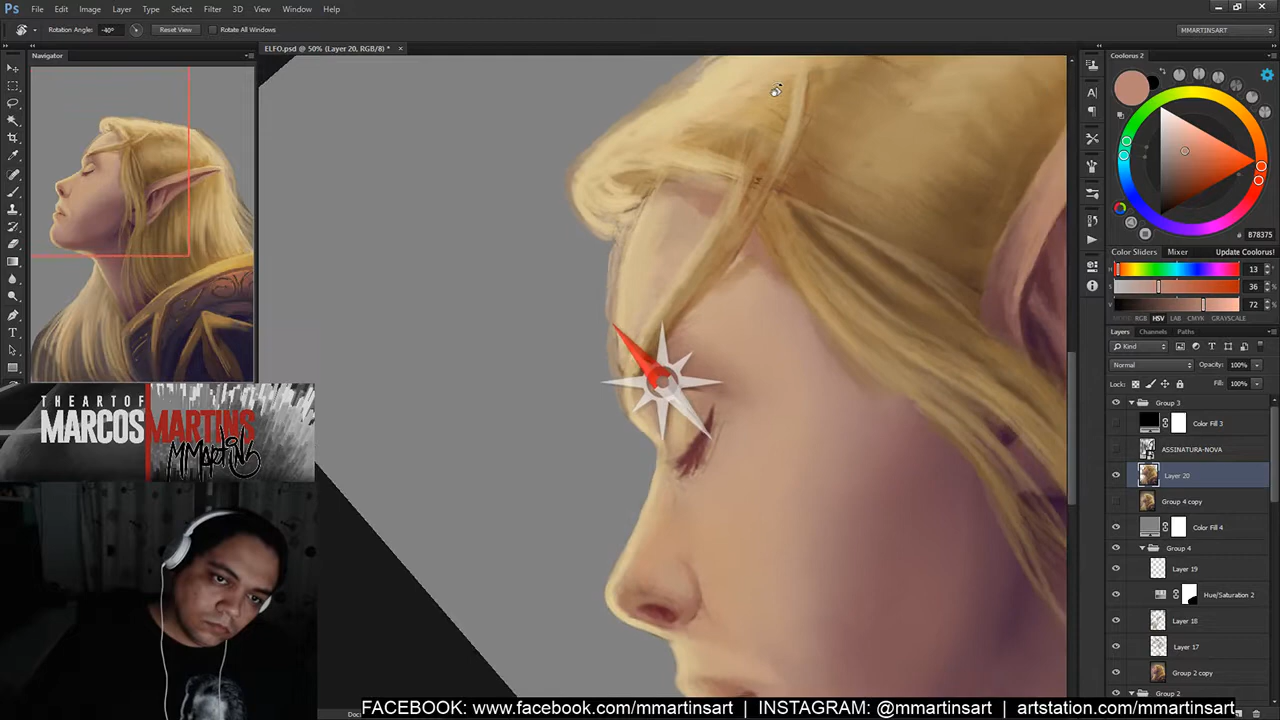 Ps File Edit Image Layer Type Select Filter 3D View Window Help
Rotation Angle: -40° Reset View Rotate All Windows MMARTINSART
Navigator
ELFO.psd @ 50% (Layer 20, RGB/8) *
Coolorus 2
B78375
Color Sliders Mixer Update Coolorus!
H 13
S 36 %
V 72 %
RGB HSV LAB CMYK GRAYSCALE
Layers Channels Paths
Kind
Normal Opacity: 100%
Lock: Fill: 100%
Group 3
Color Fill 3
ASSINATURA-NOVA
Layer 20
Group 4 copy
Color Fill 4
Group 4
Layer 19
Hue/Saturation 2
Layer 18
Layer 17
Group 2 copy
Group 2
THE ART OF
MARCOS MARTINS
MMartins
Doc
FACEBOOK: www.facebook.com/mmartinsart | INSTAGRAM: @mmartinsart | artstation.com/mmartinsart